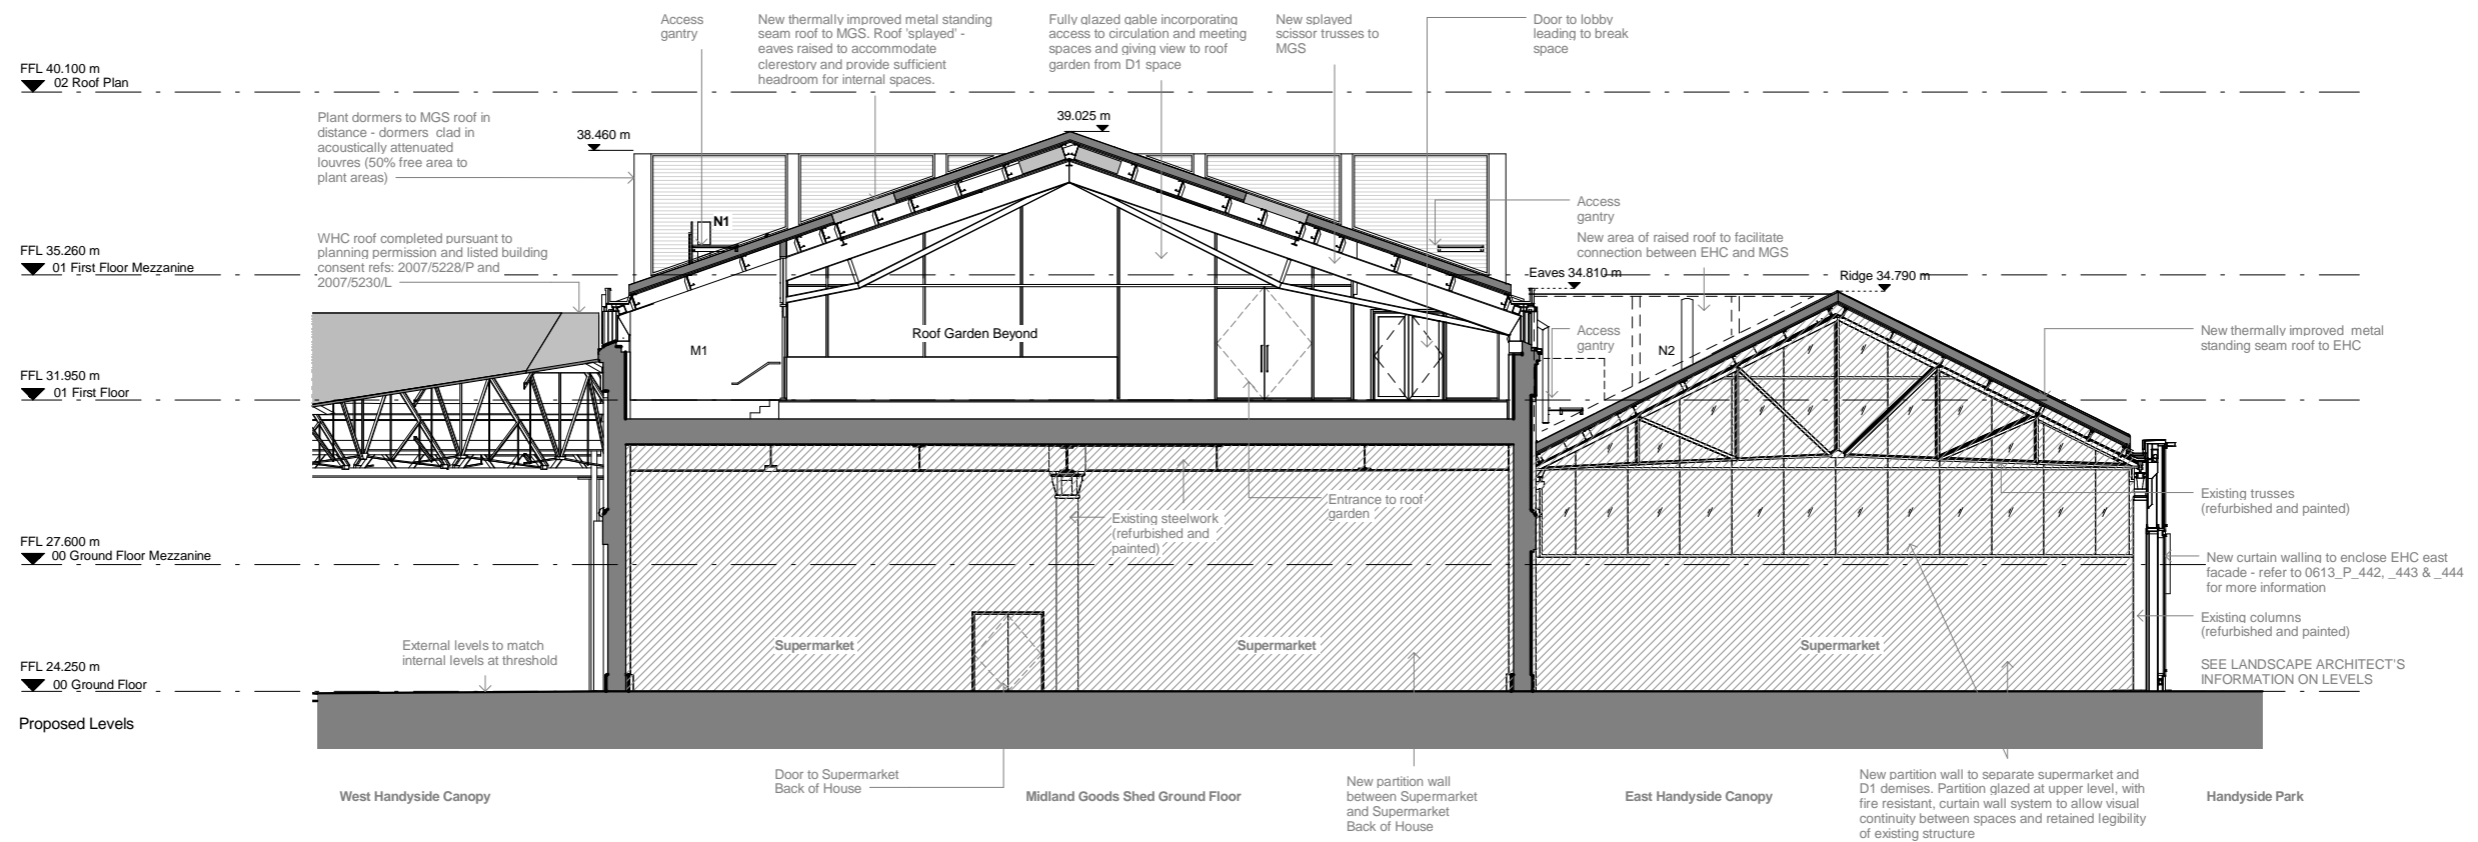 Access
gantry
New thermally improved metal standing
seam roof to MGS. Roof 'splayed' -
eaves raised to accommodate
clerestory and provide sufficient
headroom for internal spaces.
Fully glazed gable incorporating
access to circulation and meeting
spaces and giving view to roof
garden from D1 space
New splayed
scissor trusses to
MGS
Door to lobby
leading to break
space
FFL 40.100 m
02 Roof Plan
Plant dormers to MGS roof in
distance - dormers clad in
acoustically attenuated
louvres (50% free area to
plant areas)
38.460 m
39.025 m
N1
Access
gantry
New area of raised roof to facilitate
connection between EHC and MGS
WHC roof completed pursuant to
planning permission and listed building
consent refs: 2007/5228/P and
2007/5230/L
FFL 35.260 m
01 First Floor Mezzanine
Eaves 34.810 m
Ridge 34.790 m
Roof Garden Beyond
M1
Access
gantry
N2
New thermally improved metal
standing seam roof to EHC
FFL 31.950 m
01 First Floor
Entrance to roof
garden
Existing steelwork
(refurbished and
painted)
Existing trusses
(refurbished and painted)
FFL 27.600 m
00 Ground Floor Mezzanine
New curtain walling to enclose EHC east
facade - refer to 0613_P_442, _443 & _444
for more information
Existing columns
(refurbished and painted)
External levels to match
internal levels at threshold
Supermarket
Supermarket
Supermarket
SEE LANDSCAPE ARCHITECT'S
INFORMATION ON LEVELS
FFL 24.250 m
00 Ground Floor
Proposed Levels
Door to Supermarket
Back of House
New partition wall
between Supermarket
and Supermarket
Back of House
New partition wall to separate supermarket and
D1 demises. Partition glazed at upper level, with
fire resistant, curtain wall system to allow visual
continuity between spaces and retained legibility
of existing structure
West Handyside Canopy
Midland Goods Shed Ground Floor
East Handyside Canopy
Handyside Park